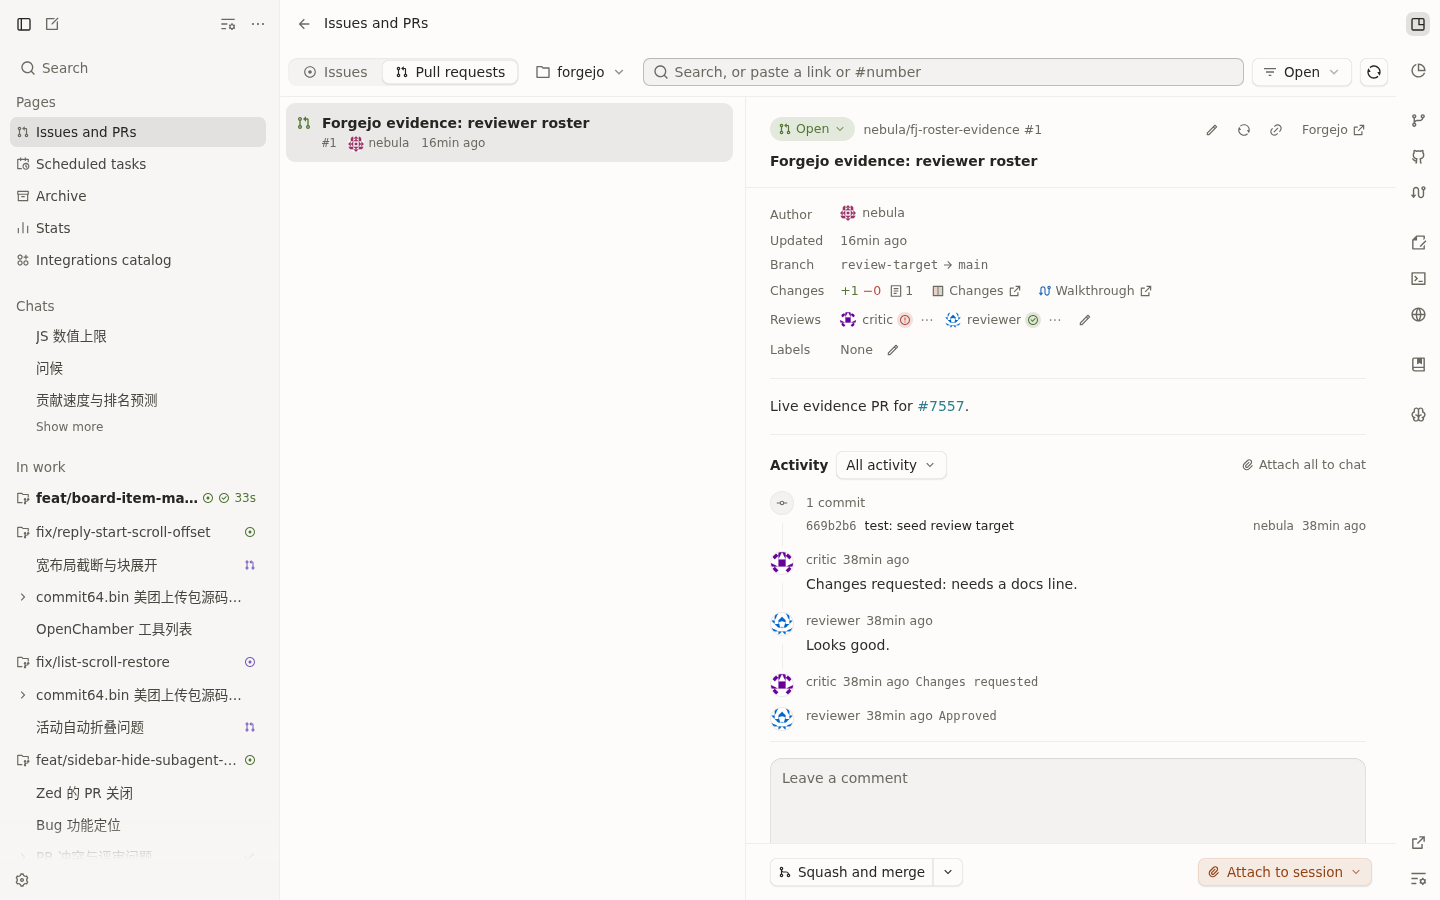 Search
Pages
Issues and PRs
Scheduled tasks
Archive
Stats
Integrations catalog
Chats
JS 数值上限
问候
贡献速度与排名预测
Show more
In work
feat/board-item-ma... 33s
fix/reply-start-scroll-offset
宽布局截断与块展开
commit64.bin 美团上传包源码...
OpenChamber 工具列表
fix/list-scroll-restore
commit64.bin 美团上传包源码...
活动自动折叠问题
feat/sidebar-hide-subagent-...
Zed 的 PR 关闭
Bug 功能定位
PR 冲突与评审问题
Issues and PRs
Issues
Pull requests
forgejo
Search, or paste a link or #number
Open
Forgejo evidence: reviewer roster
#1 nebula 16min ago
Open nebula/fj-roster-evidence #1 Forgejo
Forgejo evidence: reviewer roster
Author nebula
Updated 16min ago
Branch review-target → main
Changes +1 −0 1 Changes Walkthrough
Reviews critic ··· reviewer ···
Labels None
Live evidence PR for #7557.
Activity All activity Attach all to chat
1 commit
669b2b6 test: seed review target nebula 38min ago
critic 38min ago
Changes requested: needs a docs line.
reviewer 38min ago
Looks good.
critic 38min ago Changes requested
reviewer 38min ago Approved
Leave a comment
Squash and merge
Attach to session